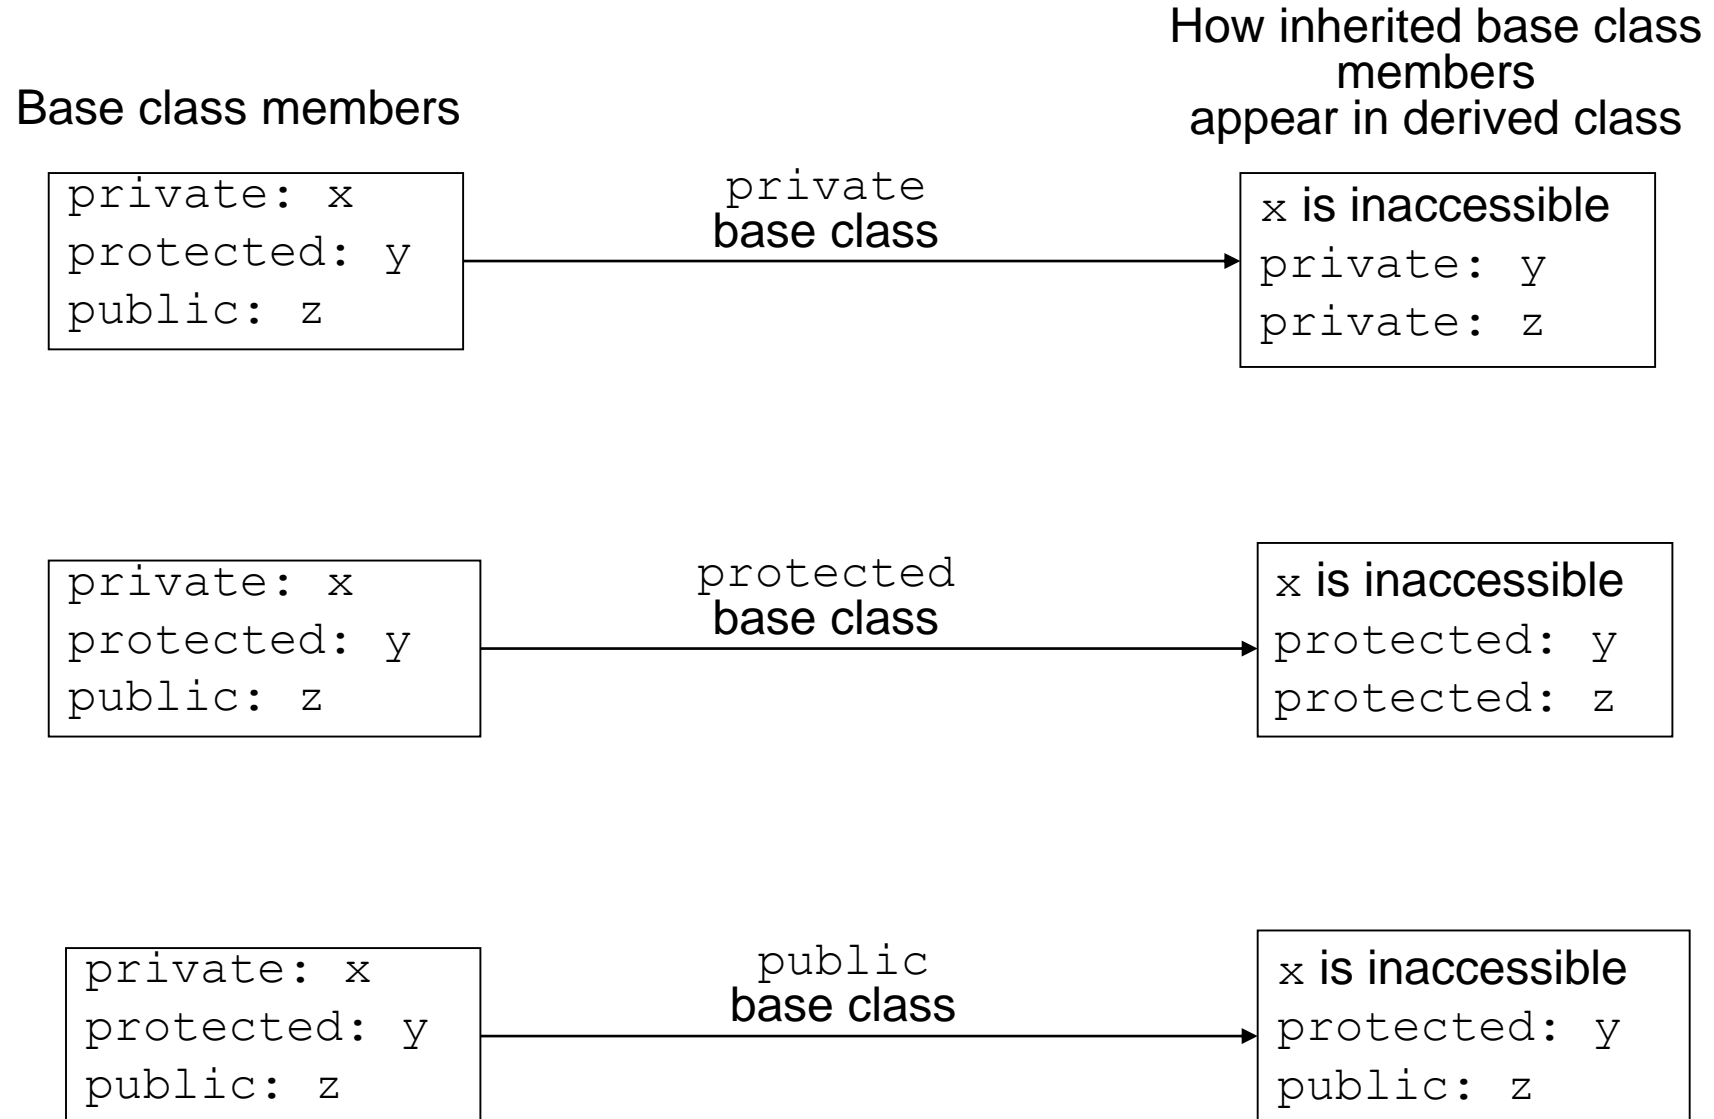 How inherited base class
members
appear in derived class
Base class members
private: x
protected: y
public: z
private
base class
x is inaccessible
private: y
private: z
private: x
protected: y
public: z
protected
base class
x is inaccessible
protected: y
protected: z
private: x
protected: y
public: z
public
base class
x is inaccessible
protected: y
public: z